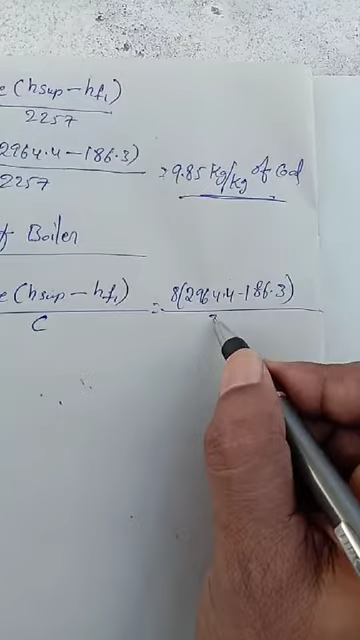 e(hsup-hf1)
2257
2964.4-186.3) = 9.85 kg/kg of Coal
2257
of Boiler
e(hsup-hf1) = 8(2964.4-186.3)
C